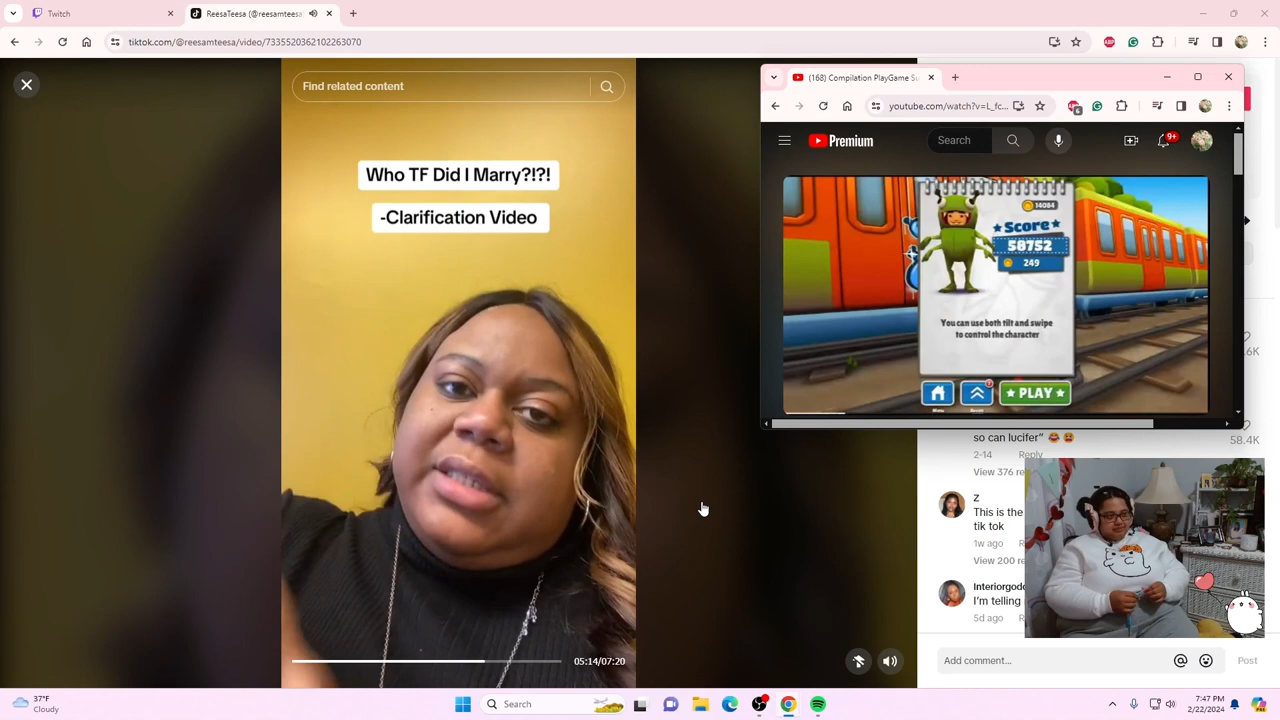 Twitch
ReesaTeesa (@reesamteesa
tiktok.com/@reesamteesa/video/7335520362102263070
Find related content
Who TF Did I Marry?!?!
-Clarification Video
05:14/07:20
(168) Compilation PlayGame Su
youtube.com/watch?v=L_fc...
6
Premium
Search
9+
14084
Score
58752
249
You can use both tilt and swipe
to control the character
PLAY
so can lucifer" 😂 😩
58.4K
2-14 Reply
View 376 re
Z
This is the
tik tok
1w ago
View 200 re
Interiorgod
I'm telling
5d ago
Add comment...
Post
37°F
Cloudy
Search
7:47 PM
2/22/2024